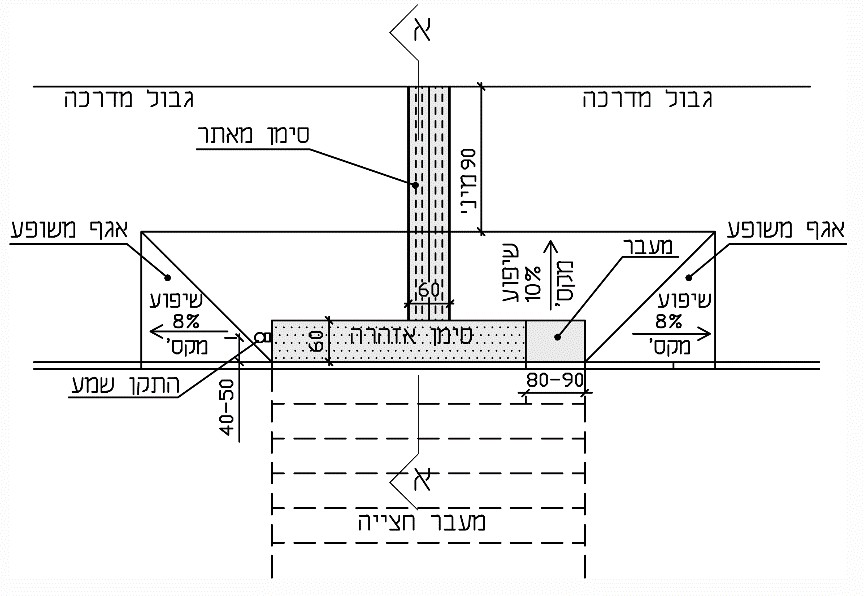 א
גבול מדרכה
גבול מדרכה
סימן מאתר
90 מיני'
אגף משופע
אגף משופע
מעבר
שיפוע
10%
מקס'
שיפוע
8%
מקס'
שיפוע
8%
מקס'
60
סימן אזהרה
60
התקן שמע
40-50
80-90
א
מעבר חצייה